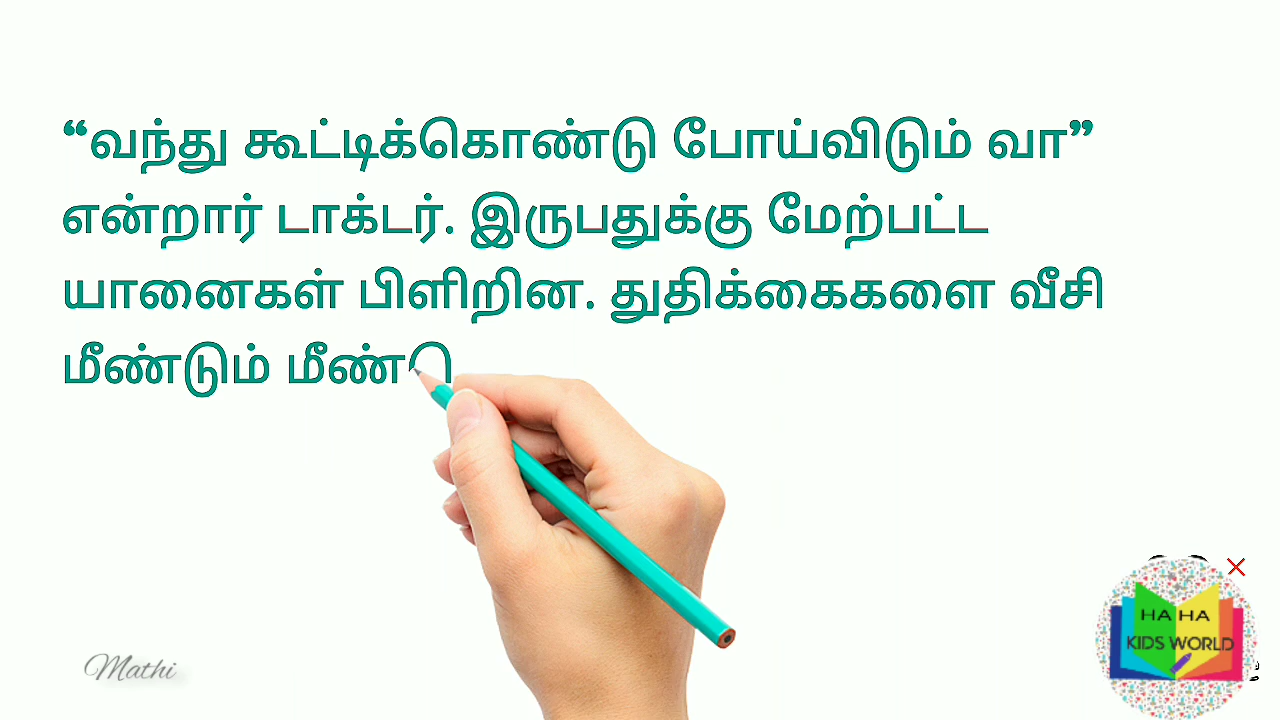 “வந்து கூட்டிக்கொண்டு போய்விடும் வா”
என்றார் டாக்டர். இருபதுக்கு மேற்பட்ட
யானைகள் பிளிறின. துதிக்கைகளை வீசி
மீண்டும்
Mathi
HA HA
KIDS WORLD